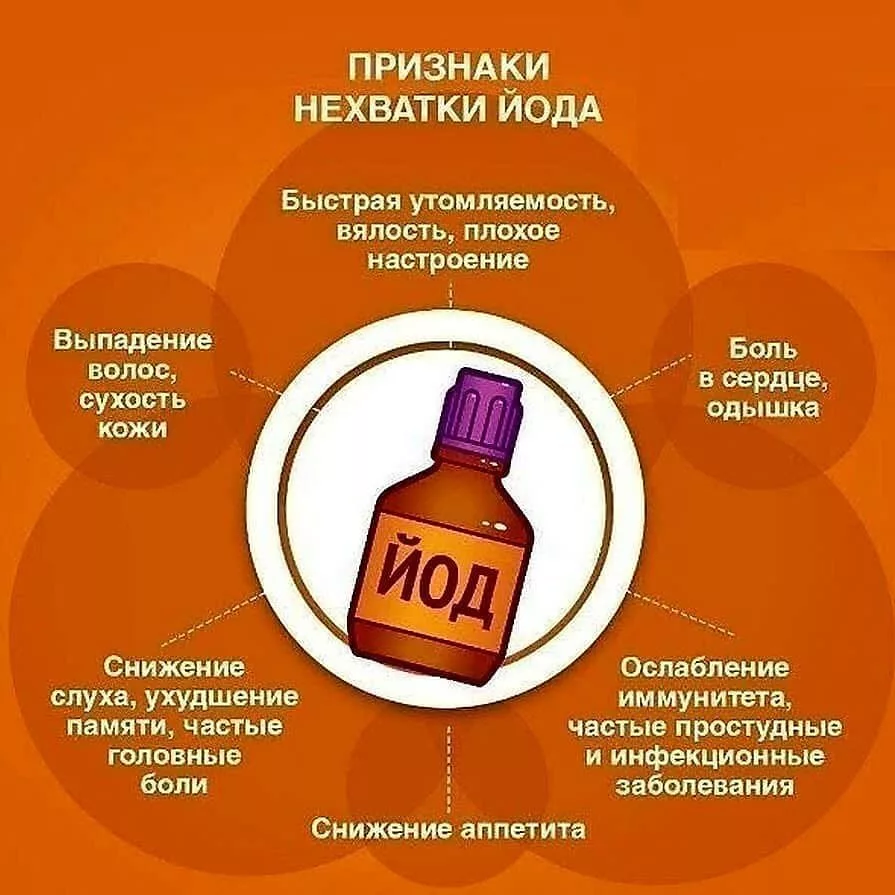 ПРИЗНАКИ
НЕХВАТКИ ЙОДА
Быстрая утомляемость,
вялость, плохое
настроение
Выпадение
волос,
сухость
кожи
Боль
в сердце,
одышка
ЙОД
Снижение
слуха, ухудшение
памяти, частые
головные
боли
Ослабление
иммунитета,
частые простудные
и инфекционные
заболевания
Снижение аппетита